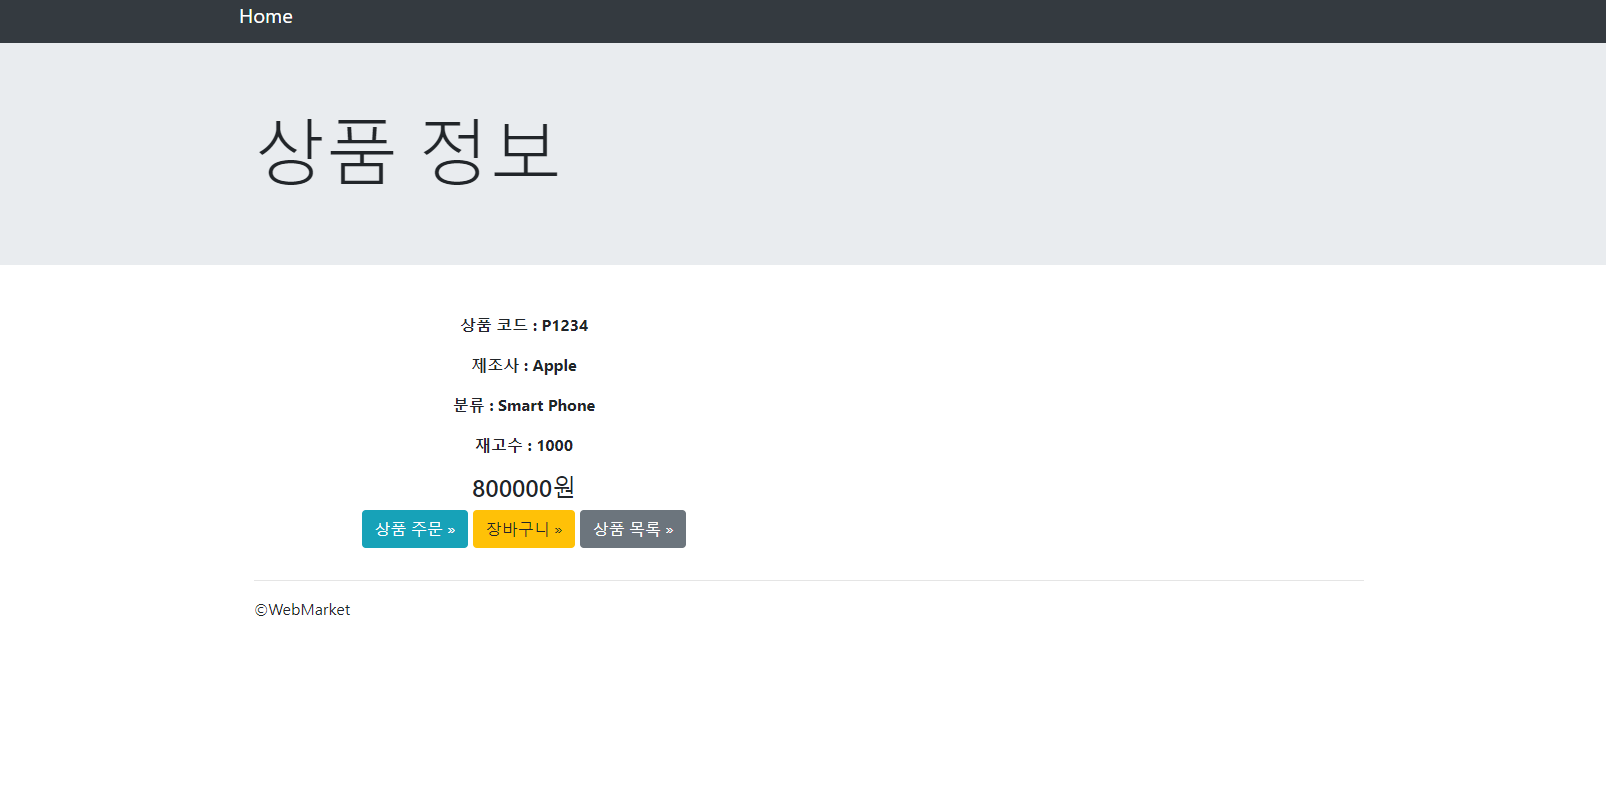 Home
상품 정보
상품 코드 : P1234
제조사 : Apple
분류 : Smart Phone
재고수 : 1000
800000원
상품 주문 » 장바구니 » 상품 목록 »
©WebMarket